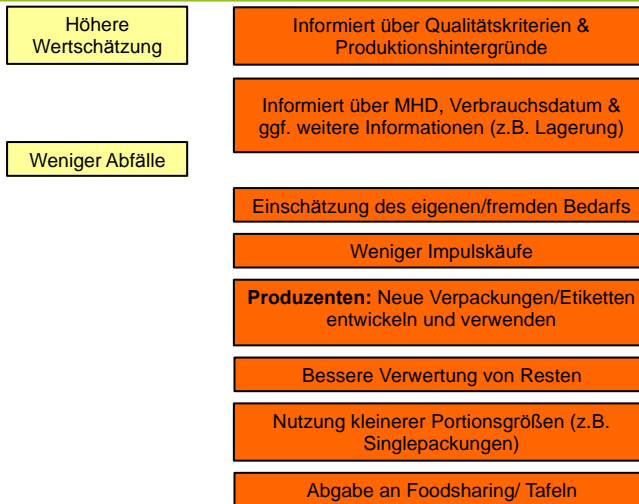 Höhere
Wertschätzung
Informiert über Qualitätskriterien &
Produktionshintergründe
Informiert über MHD, Verbrauchsdatum &
ggf. weitere Informationen (z.B. Lagerung)
Weniger Abfälle
Einschätzung des eigenen/fremden Bedarfs
Weniger Impulskäufe
Produzenten: Neue Verpackungen/Etiketten
entwickeln und verwenden
Bessere Verwertung von Resten
Nutzung kleinerer Portionsgrößen (z.B.
Singlepackungen)
Abgabe an Foodsharing/ Tafeln